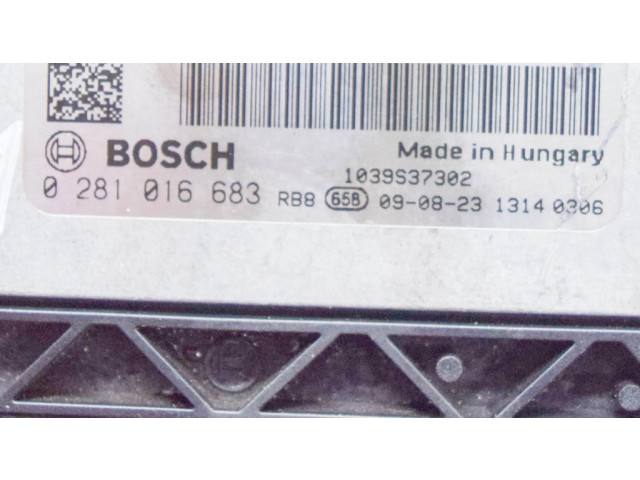 BOSCH Made in Hungary
1039S37302
0 281 016 683 RB8 658 09-08-23 1314 0306